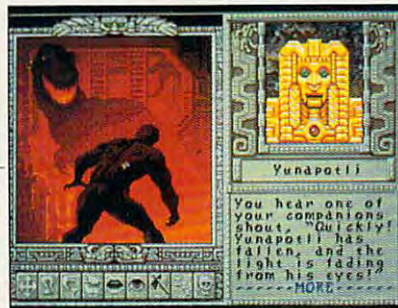 Yunapotli
You hear one of
your companions
shout, "Quickly!
Yunapotli has
fallen, and the
light is fading
from his eyes!"
MORE